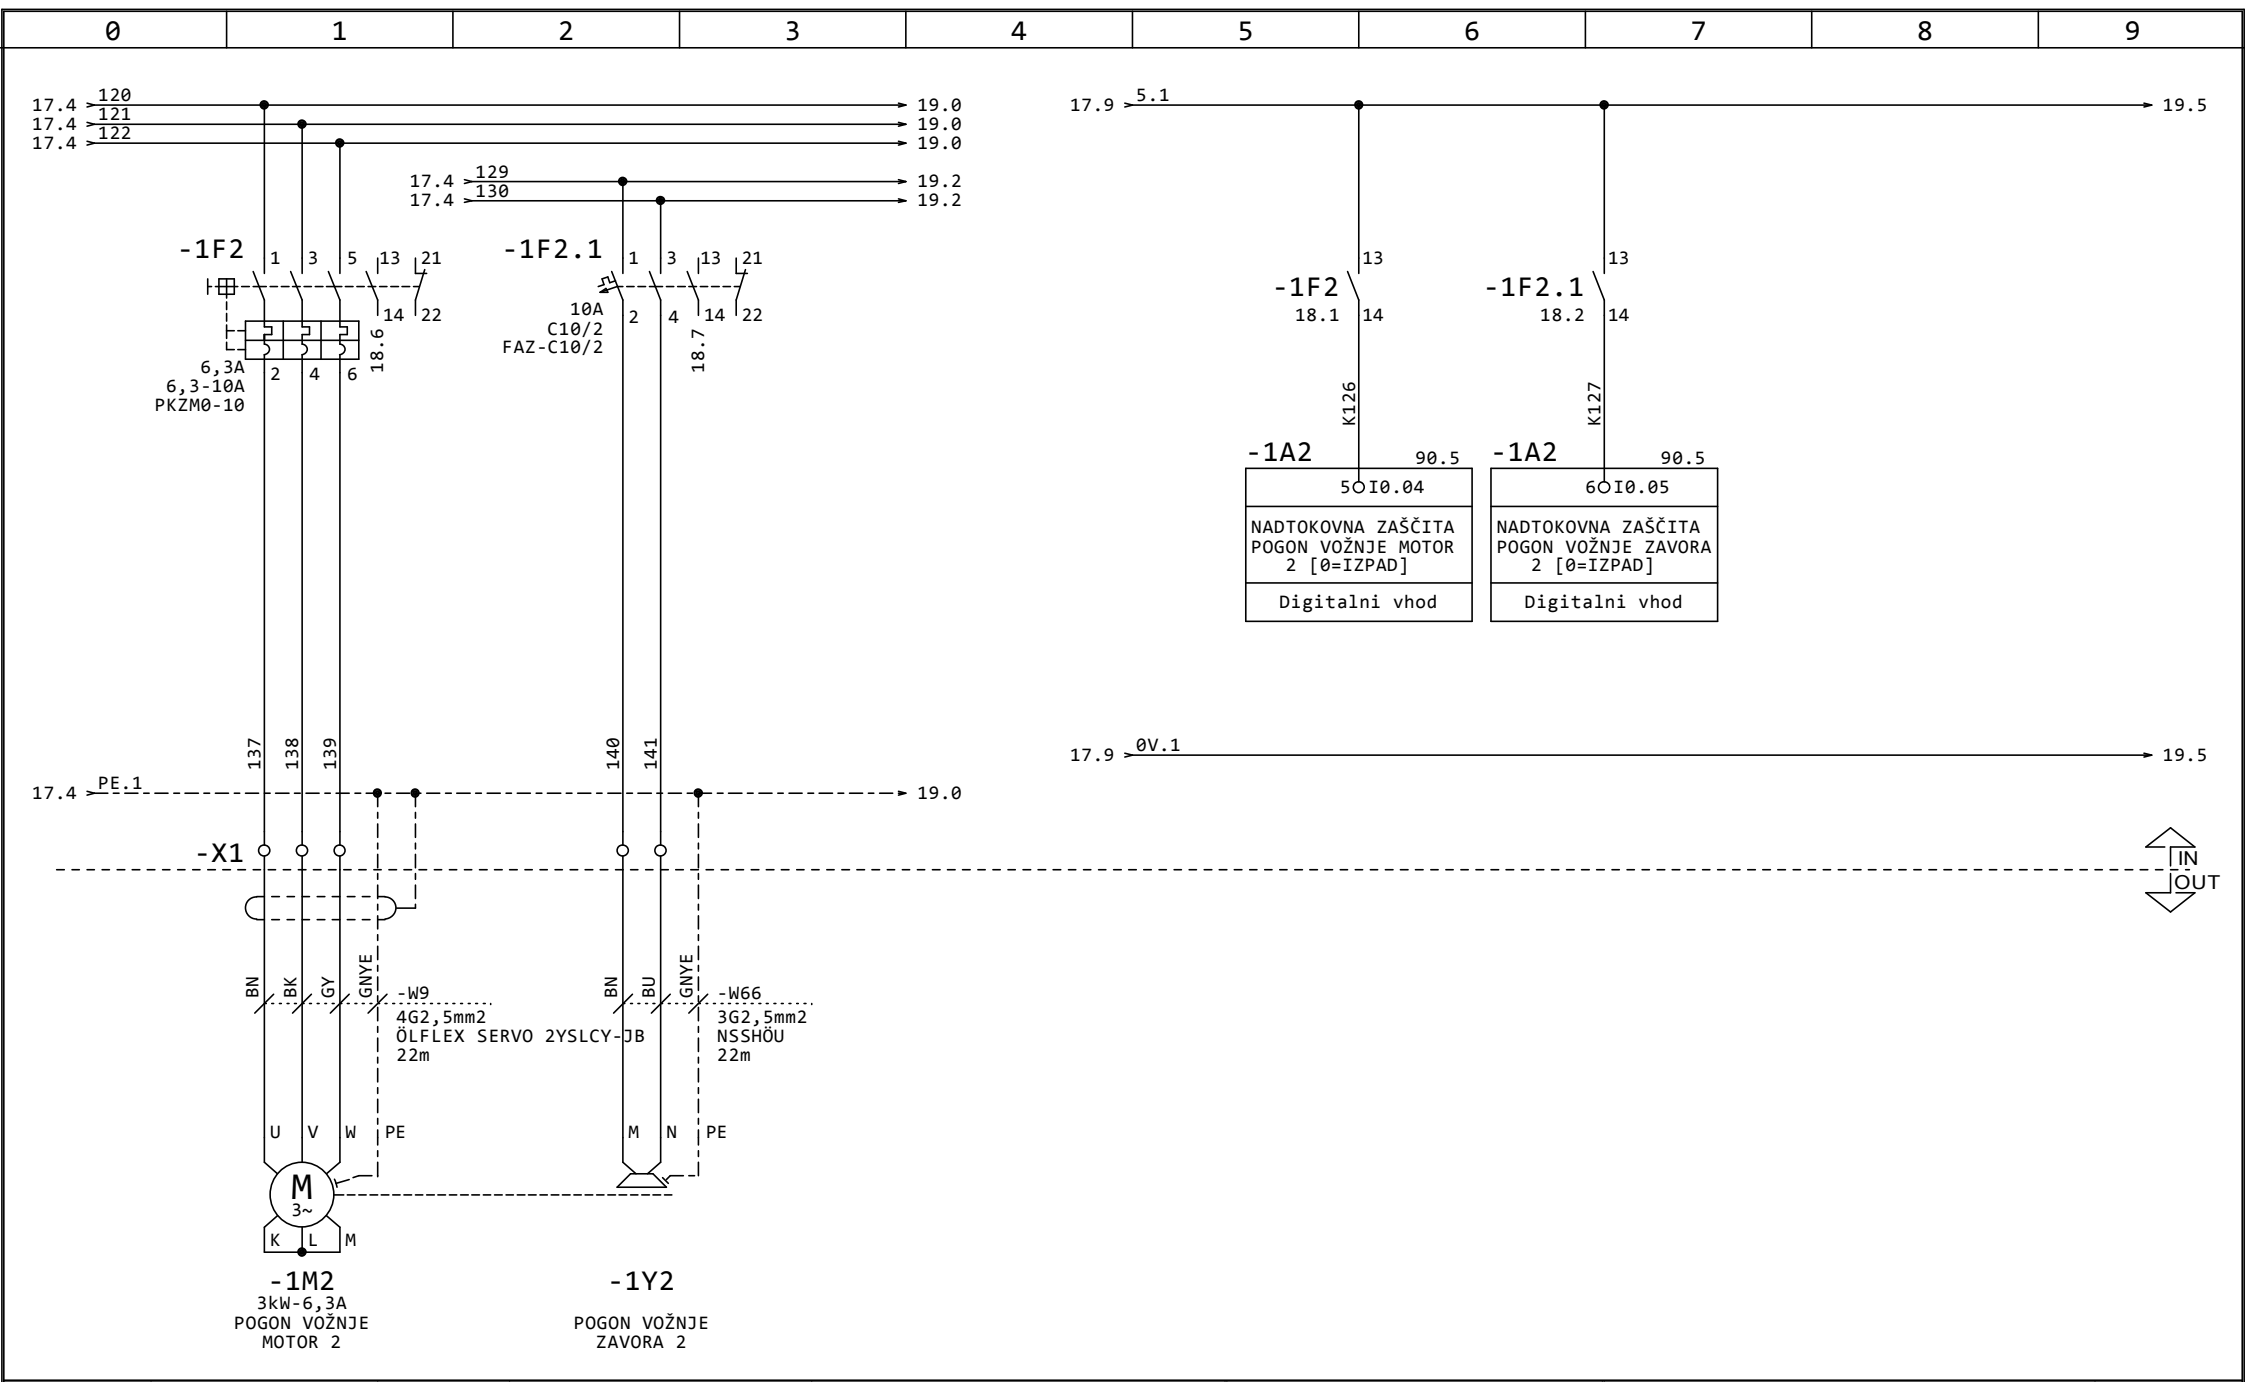 0 1 2 3 4 5 6 7 8 9
17.4 120 19.0
17.4 121 19.0
17.4 122 19.0
17.4 129 19.2
17.4 130 19.2
17.9 5.1 19.5
-1F2 1 3 5 13 21
14 22
18.6
6,3A
6,3-10A
PKZM0-10
2 4 6
-1F2.1 1 3 13 21
10A
C10/2
FAZ-C10/2
2 4 14 22
18.7
13
-1F2
18.1 14
K126
13
-1F2.1
18.2 14
K127
-1A2 90.5
5 I0.04
NADTOKOVNA ZAŠČITA
POGON VOŽNJE MOTOR
2 [0=IZPAD]
Digitalni vhod
-1A2 90.5
6 I0.05
NADTOKOVNA ZAŠČITA
POGON VOŽNJE ZAVORA
2 [0=IZPAD]
Digitalni vhod
137 138 139 140 141
17.9 0V.1 19.5
17.4 PE.1 19.0
-X1
IN
OUT
BN BK GY GNYE
-W9
4G2,5mm2
ÖLFLEX SERVO 2YSLCY-JB
22m
BN BU GNYE
-W66
3G2,5mm2
NSSHÖU
22m
U V W PE
M N PE
M
3~
K L M
-1M2
3kW-6,3A
POGON VOŽNJE
MOTOR 2
-1Y2
POGON VOŽNJE
ZAVORA 2